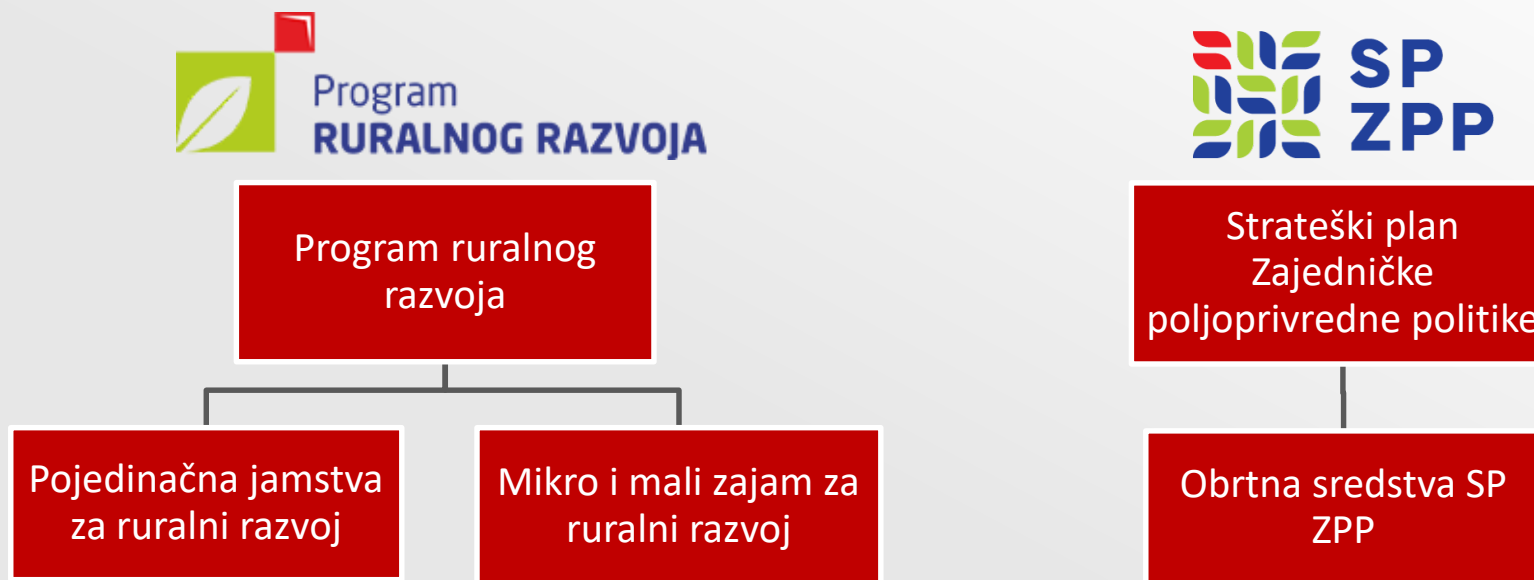 Program
RURALNOG RAZVOJA
SP
ZPP
Program ruralnog
razvoja
Strateški plan
Zajedničke
poljoprivredne politike
Pojedinačna jamstva
za ruralni razvoj
Mikro i mali zajam za
ruralni razvoj
Obrtna sredstva SP
ZPP